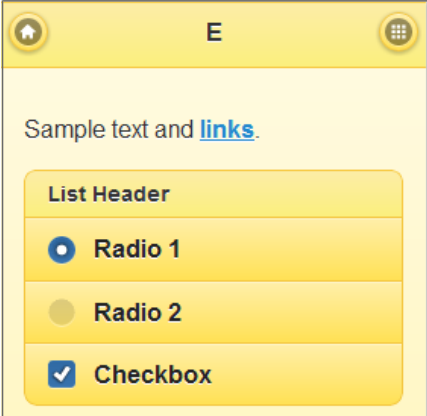 E
Sample text and links.
List Header
Radio 1
Radio 2
Checkbox